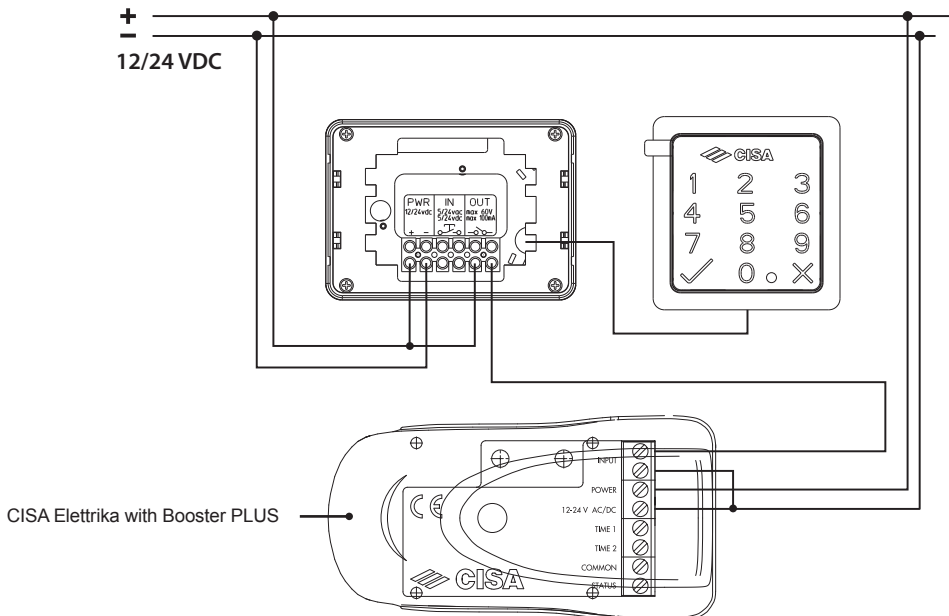 +
−
12/24 VDC
PWR IN OUT
12/24vdc 5/24vac max 60V
5/24vdc max 100mA
+ −
CISA
1 2 3
4 5 6
7 8 9
0
INPUT
POWER
CISA Elettrika with Booster PLUS
CE
12-24 V AC/DC
TIME 1
TIME 2
COMMON
CISA
STATUS